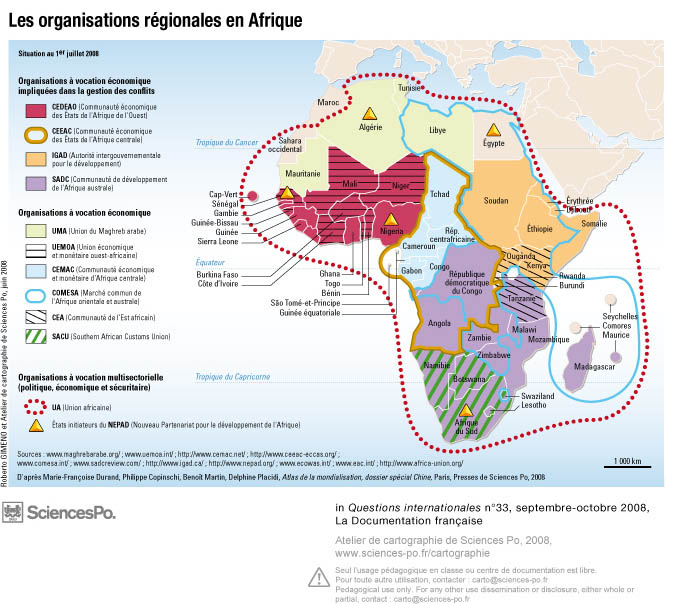 Les organisations régionales en Afrique
Situation au 1er juillet 2008
Organisations à vocation économique
impliquées dans la gestion des conflits
CEDEAO (Communauté économique
des États de l'Afrique de l'Ouest)
CEEAC (Communauté économique
des États de l'Afrique centrale)
IGAD (Autorité intergouvernementale
pour le développement)
SADC (Communauté de développement
de l'Afrique australe)
Organisations à vocation économique
UMA (Union du Maghreb arabe)
UEMOA (Union économique
et monétaire ouest-africaine)
CEMAC (Communauté économique
et monétaire d'Afrique centrale)
COMESA (Marché commun de
l'Afrique orientale et australe)
CEA (Communauté de l'Est africain)
SACU (Southern African Customs Union)
Organisations à vocation multisectorielle
(politique, économique et sécuritaire)
UA (Union africaine)
États initiateurs du NEPAD (Nouveau Partenariat pour le développement de l'Afrique)
Tropique du Cancer
Équateur
Tropique du Capricorne
Maroc
Tunisie
Algérie
Libye
Égypte
Sahara
occidental
Mauritanie
Mali
Niger
Tchad
Soudan
Érythrée
Djibouti
Somalie
Éthiopie
Cap-Vert
Sénégal
Gambie
Guinée-Bissau
Guinée
Sierra Leone
Burkina Faso
Côte d'Ivoire
Ghana
Togo
Bénin
São Tomé-et-Principe
Guinée équatoriale
Nigeria
Cameroun
Rép.
centrafricaine
Gabon
Congo
République
démocratique
du Congo
Ouganda
Kenya
Rwanda
Burundi
Tanzanie
Seychelles
Comores
Maurice
Angola
Zambie
Malawi
Mozambique
Madagascar
Zimbabwe
Namibie
Botswana
Swaziland
Lesotho
Afrique
du Sud
1 000 km
Sources : www.maghrebarabe.org/ ; www.uemoa.int/ ; http://www.cemac.net/ ; http://www.ceeac-eccas.org/ ;
www.comesa.int/ ; www.sadcreview.com/ ; http://www.igad.ca/ ; http://www.nepad.org/ ; www.ecowas.int/ ; www.eac.int/ ; http://www.africa-union.org/
D'après Marie-Françoise Durand, Philippe Copinschi, Benoît Martin, Delphine Placidi, Atlas de la mondialisation, dossier spécial Chine, Paris, Presses de Sciences Po, 2008
Roberto GIMENO et Atelier de cartographie de Sciences Po, juin 2008
SciencesPo.
in Questions internationales n°33, septembre-octobre 2008,
La Documentation française
Atelier de cartographie de Sciences Po, 2008,
www.sciences-po.fr/cartographie
Seul l'usage pédagogique en classe ou centre de documentation est libre.
Pour toute autre utilisation, contacter : carto@sciences-po.fr
Pedagogical use only. For any other use dissemination or disclosure, either whole or
partial, contact : carto@sciences-po.fr